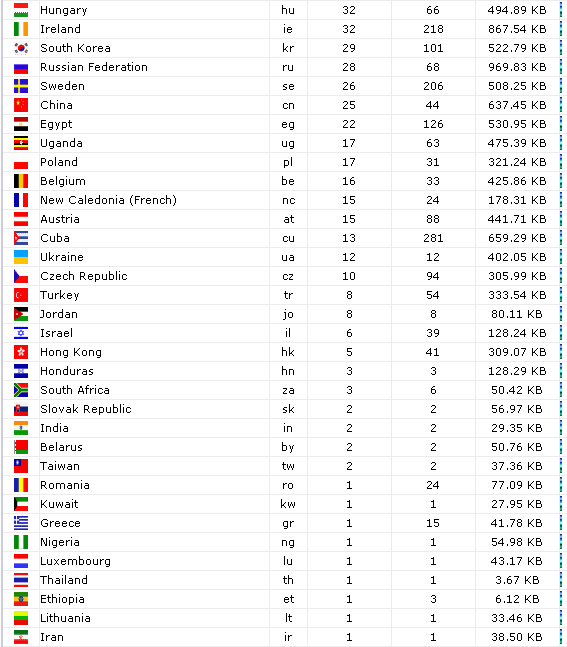 Hungary hu 32 66 494.89 KB
Ireland ie 32 218 867.54 KB
South Korea kr 29 101 522.79 KB
Russian Federation ru 28 68 969.83 KB
Sweden se 26 206 508.25 KB
China cn 25 44 637.45 KB
Egypt eg 22 126 530.95 KB
Uganda ug 17 63 475.39 KB
Poland pl 17 31 321.24 KB
Belgium be 16 33 425.86 KB
New Caledonia (French) nc 15 24 178.31 KB
Austria at 15 88 441.71 KB
Cuba cu 13 281 659.29 KB
Ukraine ua 12 12 402.05 KB
Czech Republic cz 10 94 305.99 KB
Turkey tr 8 54 333.54 KB
Jordan jo 8 8 80.11 KB
Israel il 6 39 128.24 KB
Hong Kong hk 5 41 309.07 KB
Honduras hn 3 3 128.29 KB
South Africa za 3 6 50.42 KB
Slovak Republic sk 2 2 56.97 KB
India in 2 2 29.35 KB
Belarus by 2 2 50.76 KB
Taiwan tw 2 2 37.36 KB
Romania ro 1 24 77.09 KB
Kuwait kw 1 1 27.95 KB
Greece gr 1 15 41.78 KB
Nigeria ng 1 1 54.98 KB
Luxembourg lu 1 1 43.17 KB
Thailand th 1 1 3.67 KB
Ethiopia et 1 3 6.12 KB
Lithuania lt 1 1 33.46 KB
Iran ir 1 1 38.50 KB